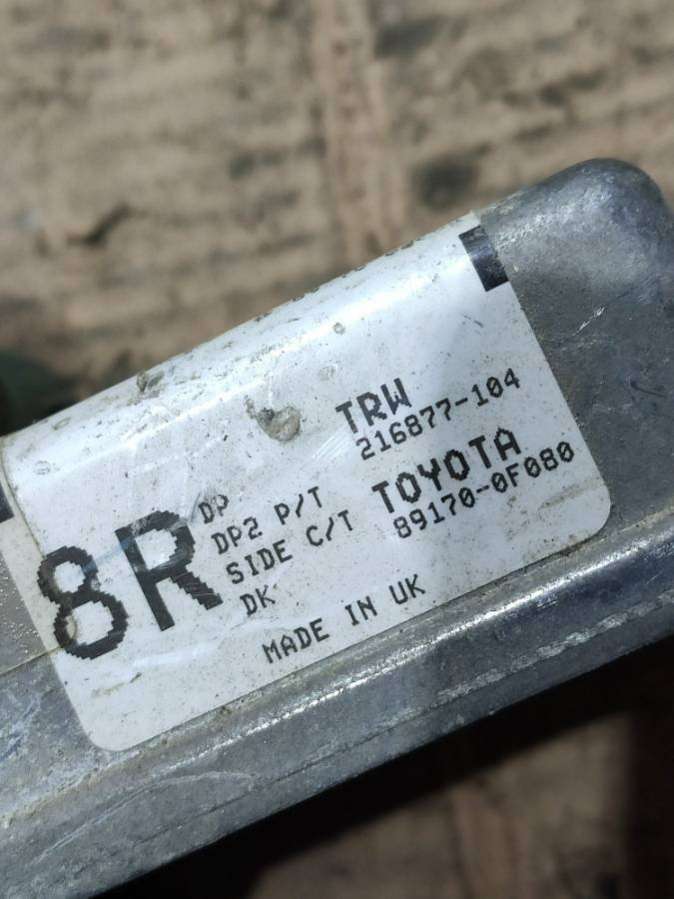 TRW
216877-104
TOYOTA
89170-0F080
8R
DP
DP2 P/T
SIDE C/T
DK
MADE IN UK